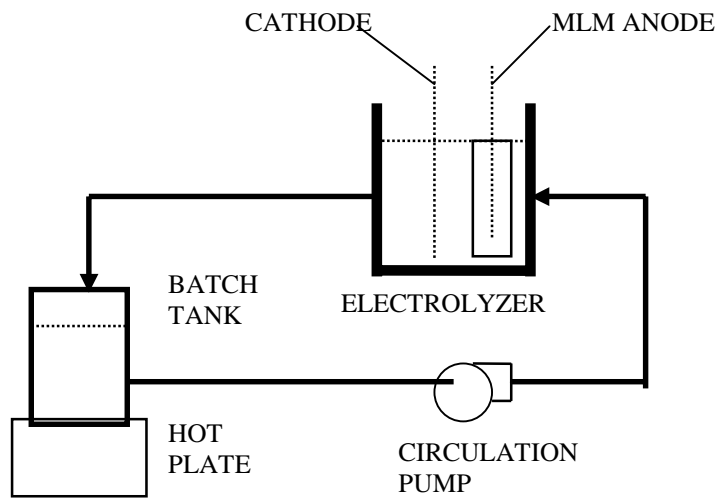 CATHODE
MLM ANODE
BATCH
TANK
ELECTROLYZER
HOT
PLATE
CIRCULATION
PUMP